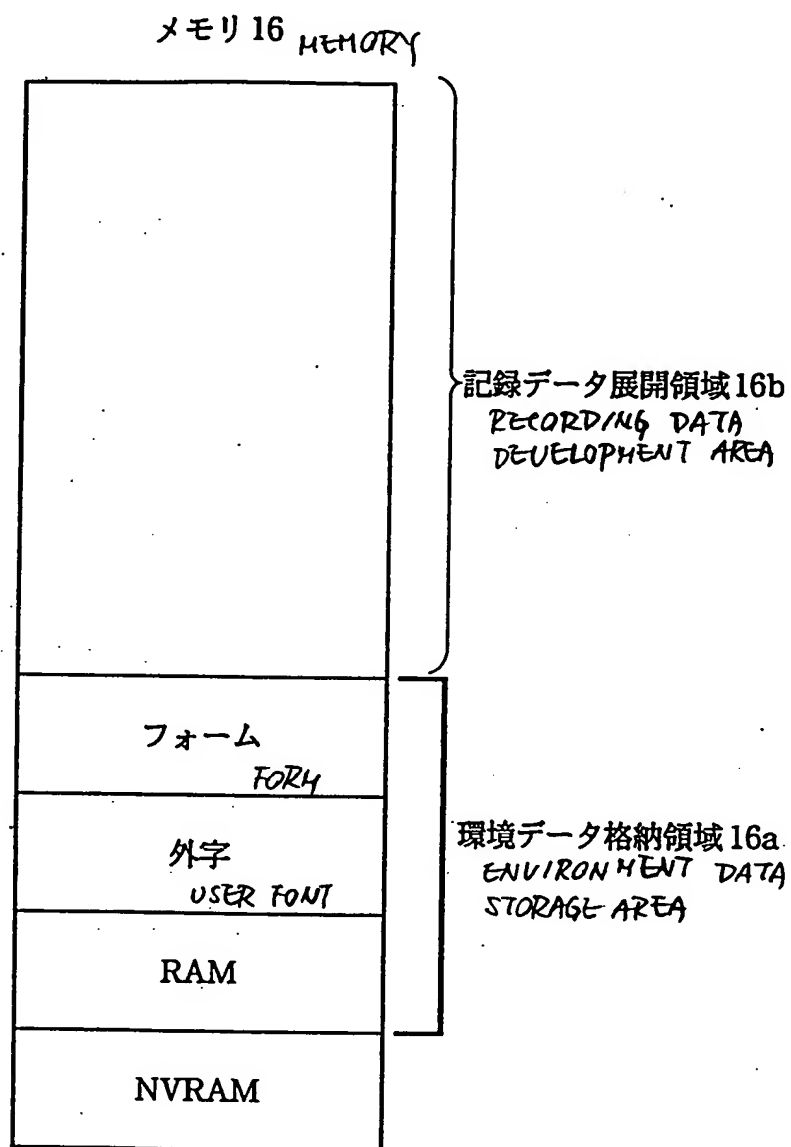 メモリ 16 MEMORY
記録データ展開領域 16b
RECORDING DATA
DEVELOPMENT AREA
フォーム
FORM
外字
USER FONT
環境データ格納領域 16a
ENVIRONMENT DATA
STORAGE AREA
RAM
NVRAM